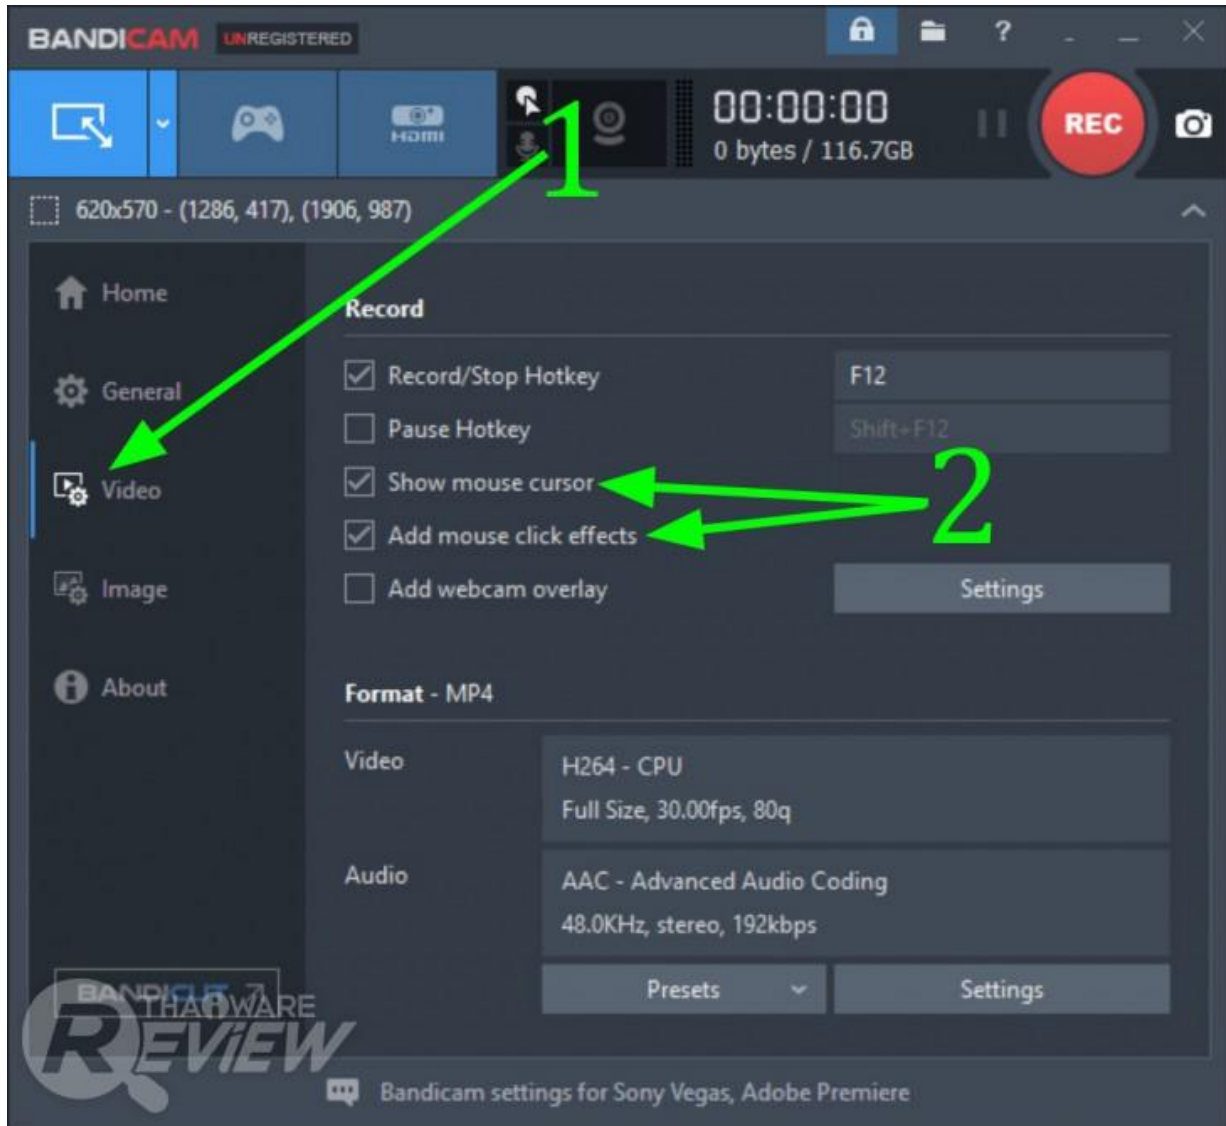 BANDICAM UNREGISTERED
?
HDMI
1
00:00:00
0 bytes / 116.7GB
REC
620x570 - (1286, 417), (1906, 987)
Home
General
Video
Image
About
Record
Record/Stop Hotkey F12
Pause Hotkey Shift+F12
Show mouse cursor
2
Add mouse click effects
Add webcam overlay Settings
Format - MP4
Video H264 - CPU
Full Size, 30.00fps, 80q
Audio AAC - Advanced Audio Coding
48.0KHz, stereo, 192kbps
Presets Settings
BANDICUT
THAIWARE
REViEW
Bandicam settings for Sony Vegas, Adobe Premiere